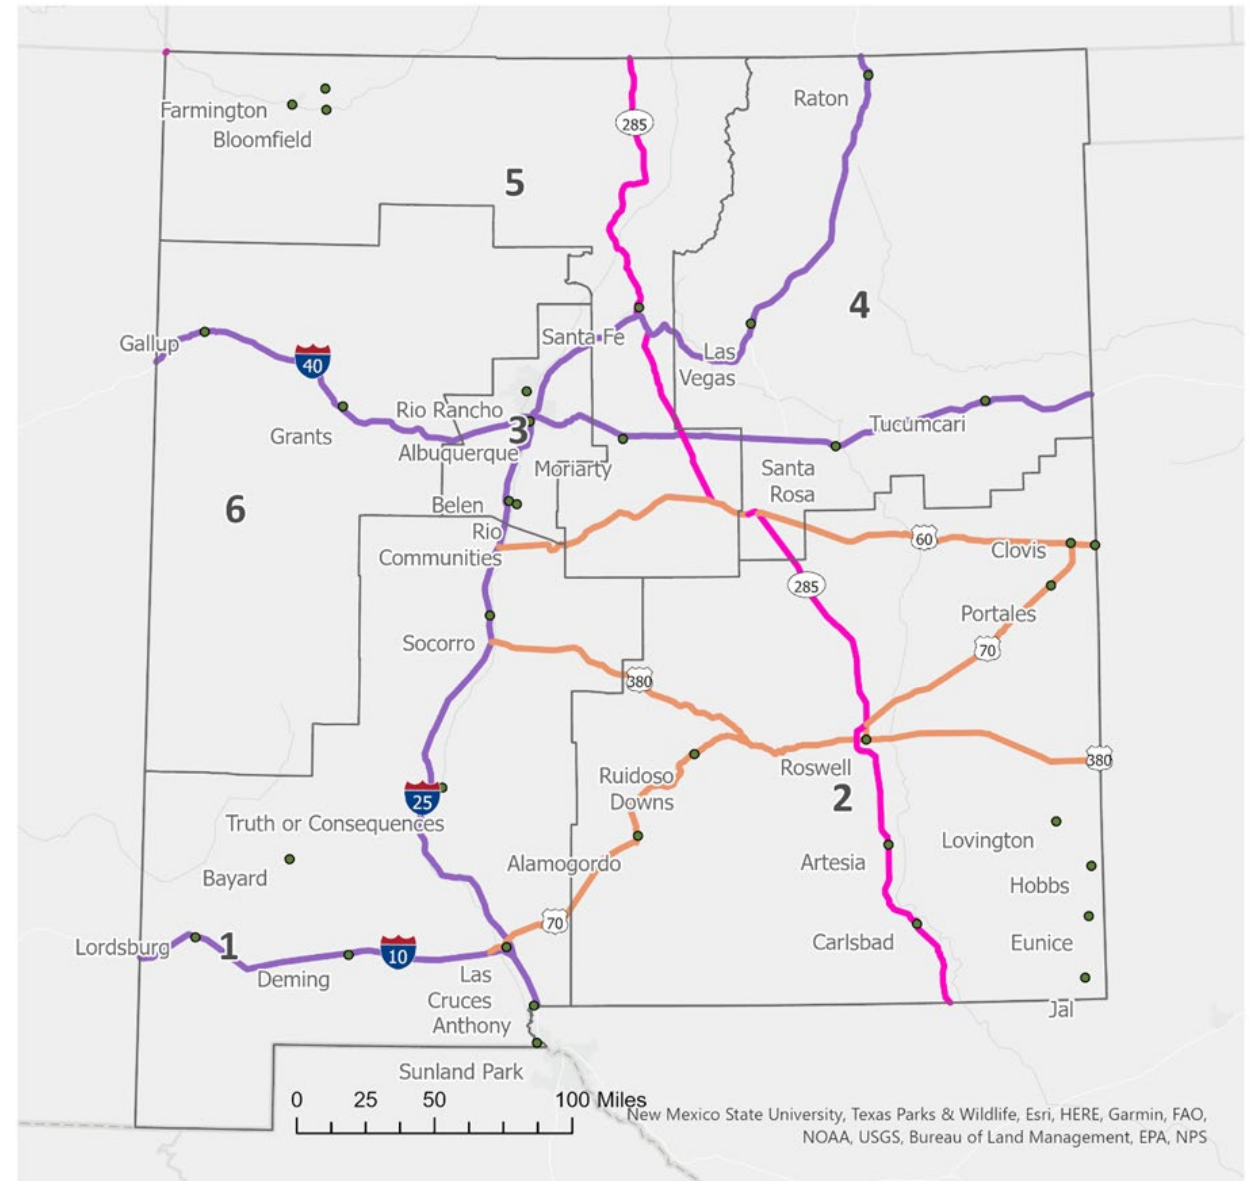 285
Raton
Farmington
Bloomfield
5
4
Gallup
40
Santa Fe
Las
Vegas
Rio Rancho
Grants
3
Tucumcari
Albuquerque
Moriarty
Santa
Rosa
6
Belen
Rio
Communities
60
Clovis
285
Portales
Socorro
70
380
Roswell
380
Ruidoso
Downs
2
25
Truth or Consequences
Lovington
Bayard
Alamogordo
Artesia
Hobbs
70
Lordsburg
1
10
Carlsbad
Eunice
Deming
Las
Cruces
Anthony
Jal
Sunland Park
0 25 50 100 Miles
New Mexico State University, Texas Parks & Wildlife, Esri, HERE, Garmin, FAO,
NOAA, USGS, Bureau of Land Management, EPA, NPS